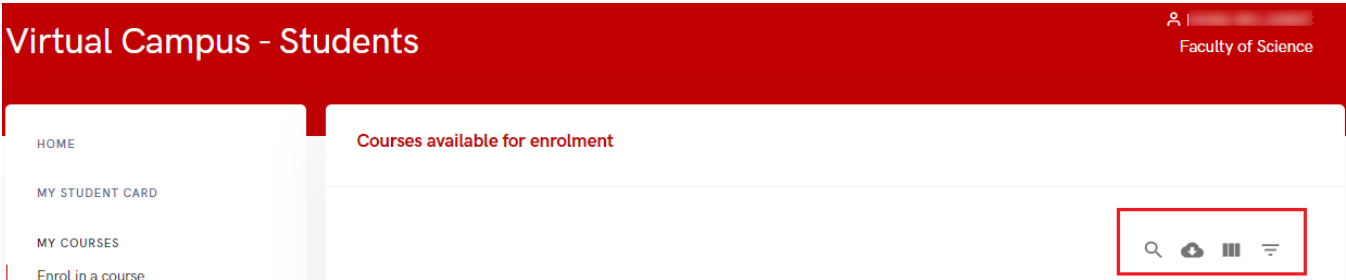 Virtual Campus - Students
Faculty of Science
HOME
MY STUDENT CARD
MY COURSES
Enrol in a course
Courses available for enrolment